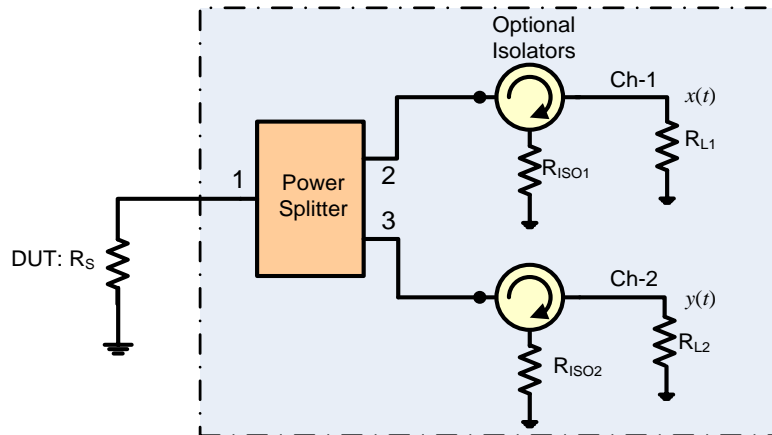 Optional
Isolators
Ch-1
x(t)
R_L1
R_ISO1
1
Power
Splitter
2
3
DUT: R_S
Ch-2
y(t)
R_L2
R_ISO2